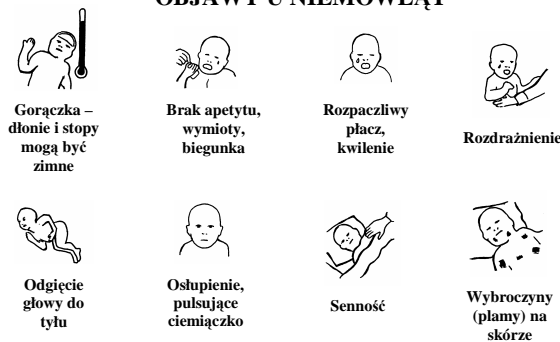 OBJAWY U NIEMOWLĄT
Gorączka –
dłonie i stopy
mogą być
zimne
Brak apetytu,
wymioty,
biegunka
Rozpaczliwy
płacz,
kwilenie
Rozdrażnienie
Odgięcie
głowy do
tyłu
Osłupienie,
pulsujące
ciemiączko
Senność
Wybroczyny
(plamy) na
skórze